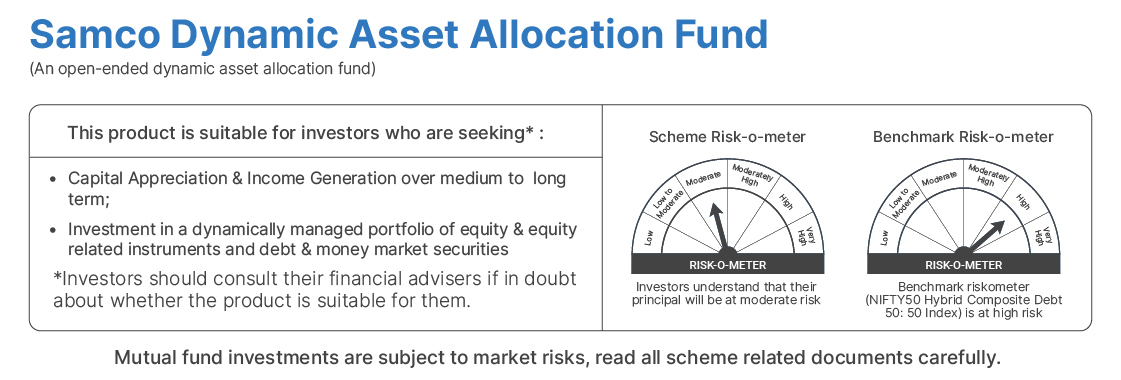 Samco Dynamic Asset Allocation Fund
(An open-ended dynamic asset allocation fund)
This product is suitable for investors who are seeking* :
• Capital Appreciation & Income Generation over medium to long
term;
• Investment in a dynamically managed portfolio of equity & equity
related instruments and debt & money market securities
*Investors should consult their financial advisers if in doubt
about whether the product is suitable for them.
Scheme Risk-o-meter
Low
Low to
Moderate
Moderate
Moderately
High
High
Very
High
RISK-O-METER
Investors understand that their
principal will be at moderate risk
Benchmark Risk-o-meter
Low
Low to
Moderate
Moderate
Moderately
High
High
Very
High
RISK-O-METER
Benchmark riskometer
(NIFTY50 Hybrid Composite Debt
50: 50 Index) is at high risk
Mutual fund investments are subject to market risks, read all scheme related documents carefully.